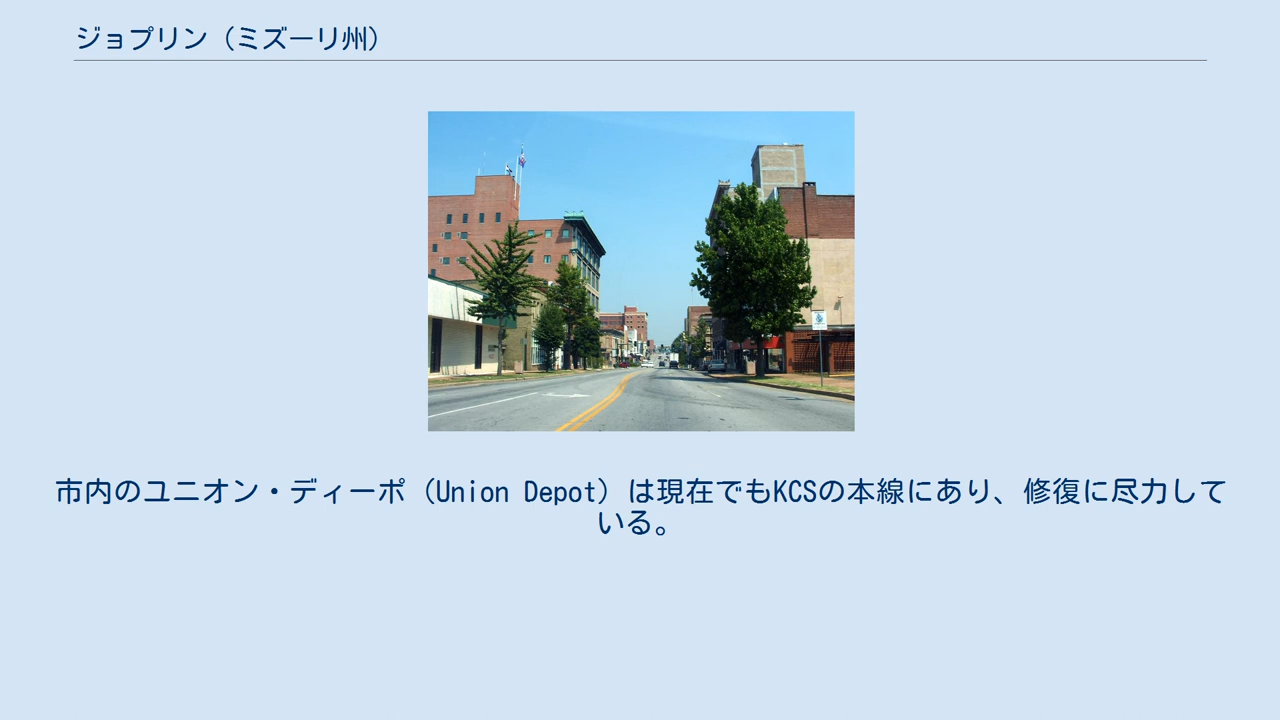 ジョプリン（ミズーリ州）
市内のユニオン・ディーポ（Union Depot）は現在でもKCSの本線にあり、修復に尽力して
いる。